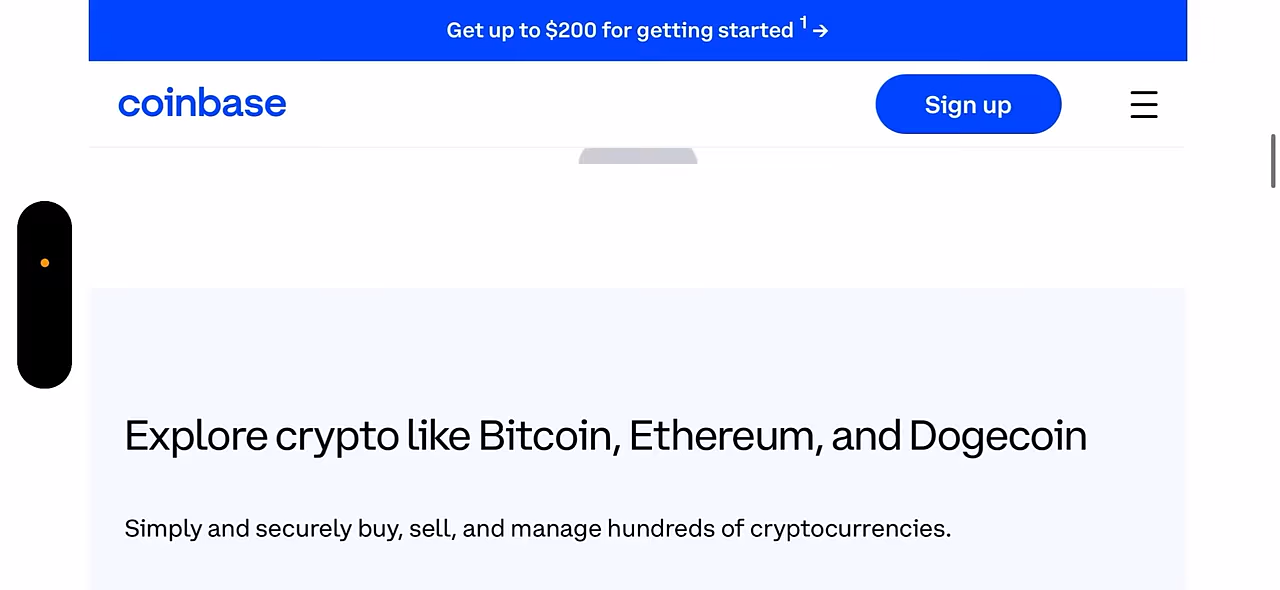 Get up to $200 for getting started 1 →
coinbase
Sign up
Explore crypto like Bitcoin, Ethereum, and Dogecoin
Simply and securely buy, sell, and manage hundreds of cryptocurrencies.